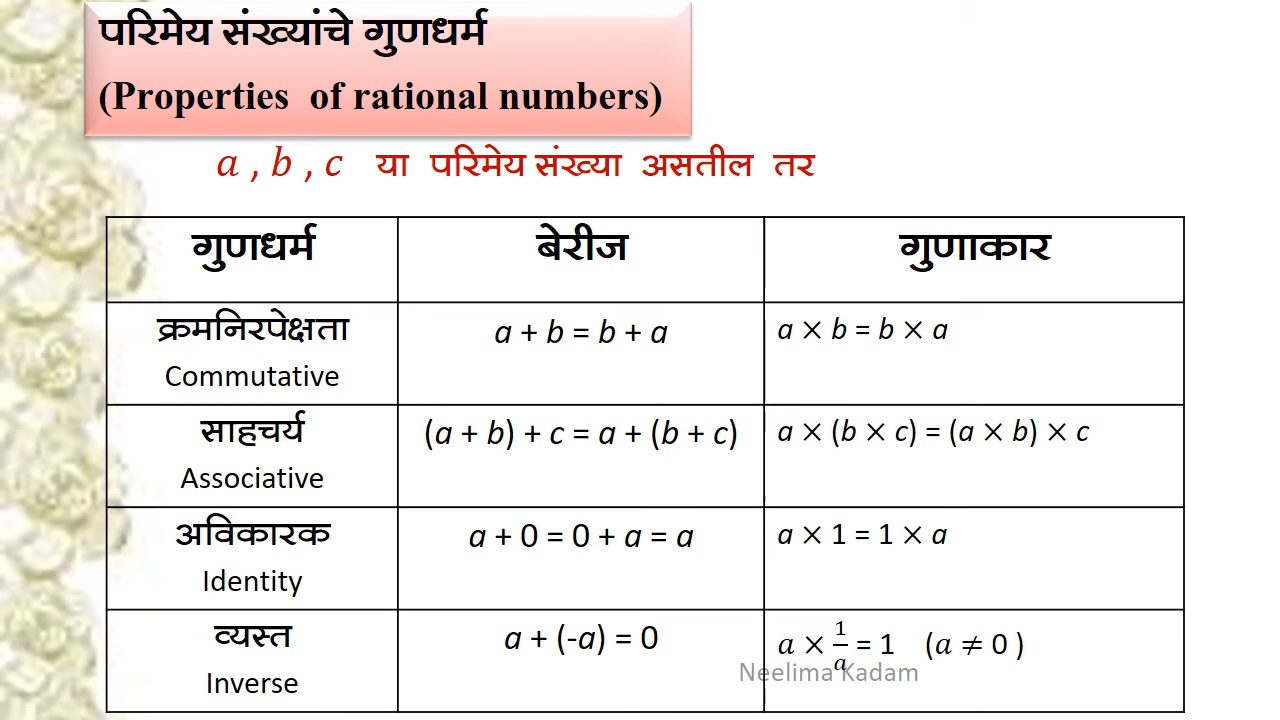 परिमेय संख्यांचे गुणधर्म
(Properties of rational numbers)
a , b , c या परिमेय संख्या असतील तर
गुणधर्म बेरीज गुणाकार
क्रमनिरपेक्षता
Commutative
a + b = b + a
a × b = b × a
साहचर्य
Associative
(a + b) + c = a + (b + c)
a × (b × c) = (a × b) × c
अविकारक
Identity
a + 0 = 0 + a = a
a × 1 = 1 × a
व्यस्त
Inverse
a + (-a) = 0
a × 1/a = 1 (a ≠ 0 )
Neelima Kadam